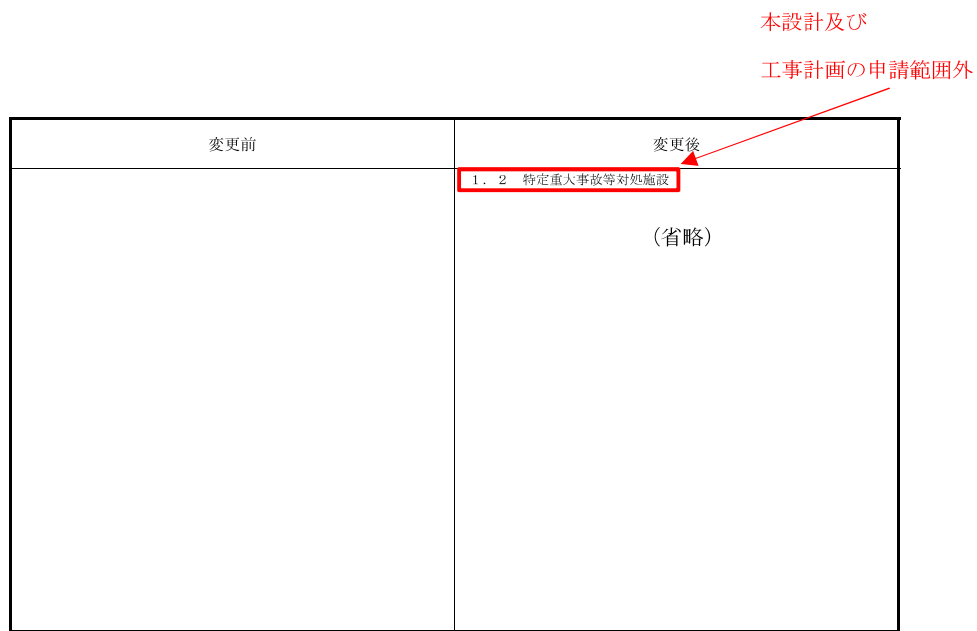 本設計及び
工事計画の申請範囲外
変更前
変更後
１．２　特定重大事故等対処施設
（省略）